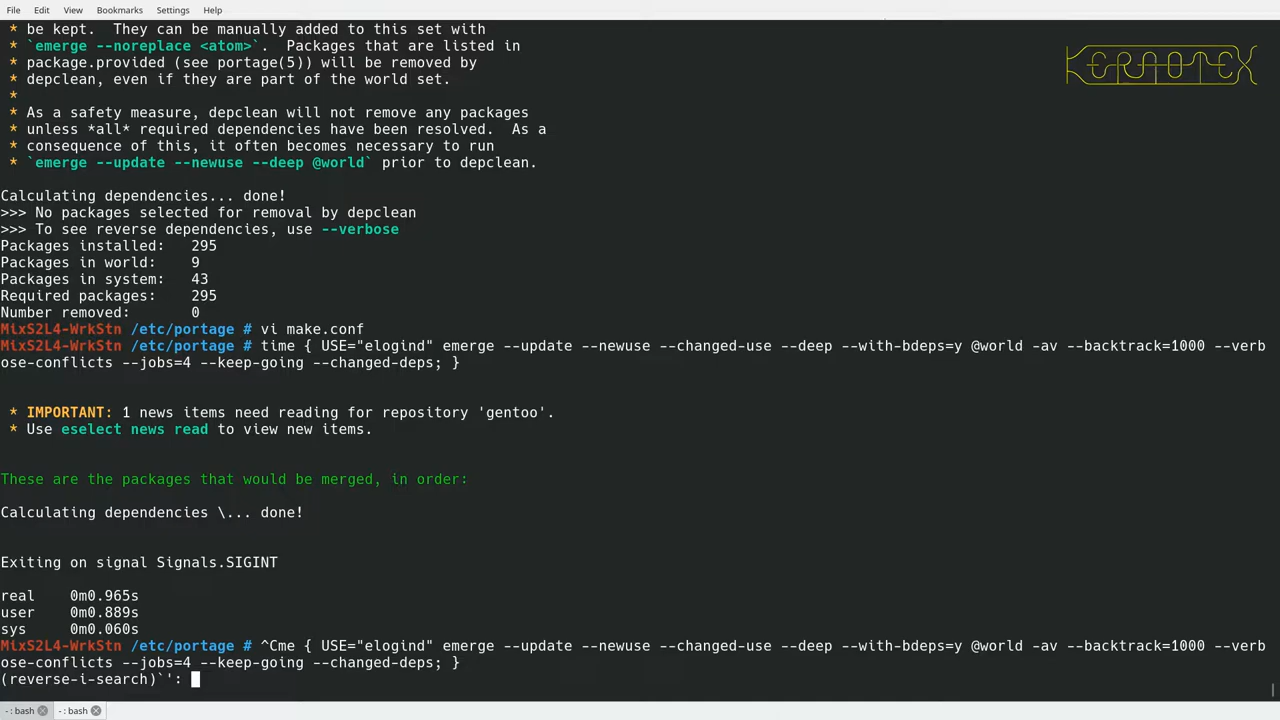 File Edit View Bookmarks Settings Help
* be kept.  They can be manually added to this set with
* `emerge --noreplace <atom>`.  Packages that are listed in
* package.provided (see portage(5)) will be removed by
* depclean, even if they are part of the world set.
*
* As a safety measure, depclean will not remove any packages
* unless *all* required dependencies have been resolved.  As a
* consequence of this, it often becomes necessary to run
* `emerge --update --newuse --deep @world` prior to depclean.
KERAOTEX
Calculating dependencies... done!
>>> No packages selected for removal by depclean
>>> To see reverse dependencies, use --verbose
Packages installed:   295
Packages in world:    9
Packages in system:   43
Required packages:    295
Number removed:       0
MixS2L4-WrkStn /etc/portage # vi make.conf
MixS2L4-WrkStn /etc/portage # time { USE="elogind" emerge --update --newuse --changed-use --deep --with-bdeps=y @world -av --backtrack=1000 --verb
ose-conflicts --jobs=4 --keep-going --changed-deps; }
* IMPORTANT: 1 news items need reading for repository 'gentoo'.
* Use eselect news read to view new items.
These are the packages that would be merged, in order:
Calculating dependencies \... done!
Exiting on signal Signals.SIGINT
real    0m0.965s
user    0m0.889s
sys     0m0.060s
MixS2L4-WrkStn /etc/portage # ^Cme { USE="elogind" emerge --update --newuse --changed-use --deep --with-bdeps=y @world -av --backtrack=1000 --verb
ose-conflicts --jobs=4 --keep-going --changed-deps; }
(reverse-i-search)`':
- : bash - : bash